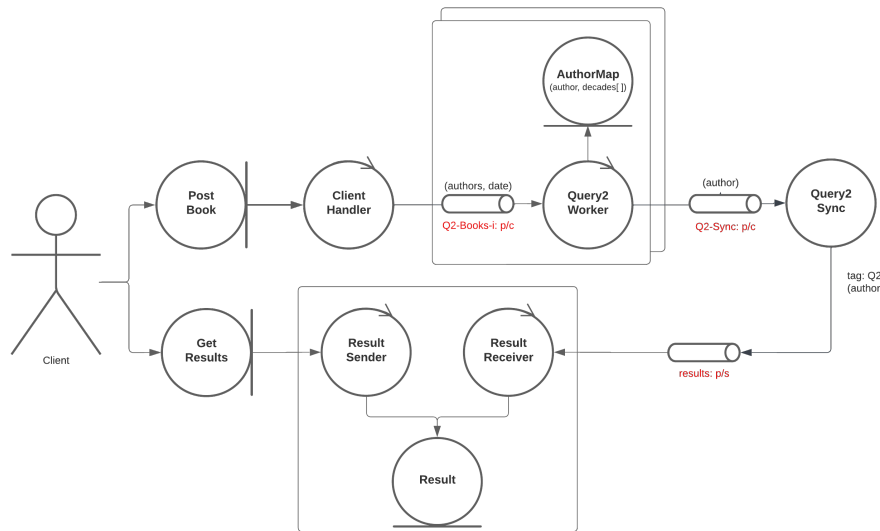 AuthorMap
(author, decades[ ])
Post
Book
Client
Handler
(authors, date)
Q2-Books-i: p/c
Query2
Worker
(author)
Q2-Sync: p/c
Query2
Sync
tag: Q2
(author
Client
Get
Results
Result
Sender
Result
Receiver
results: p/s
Result